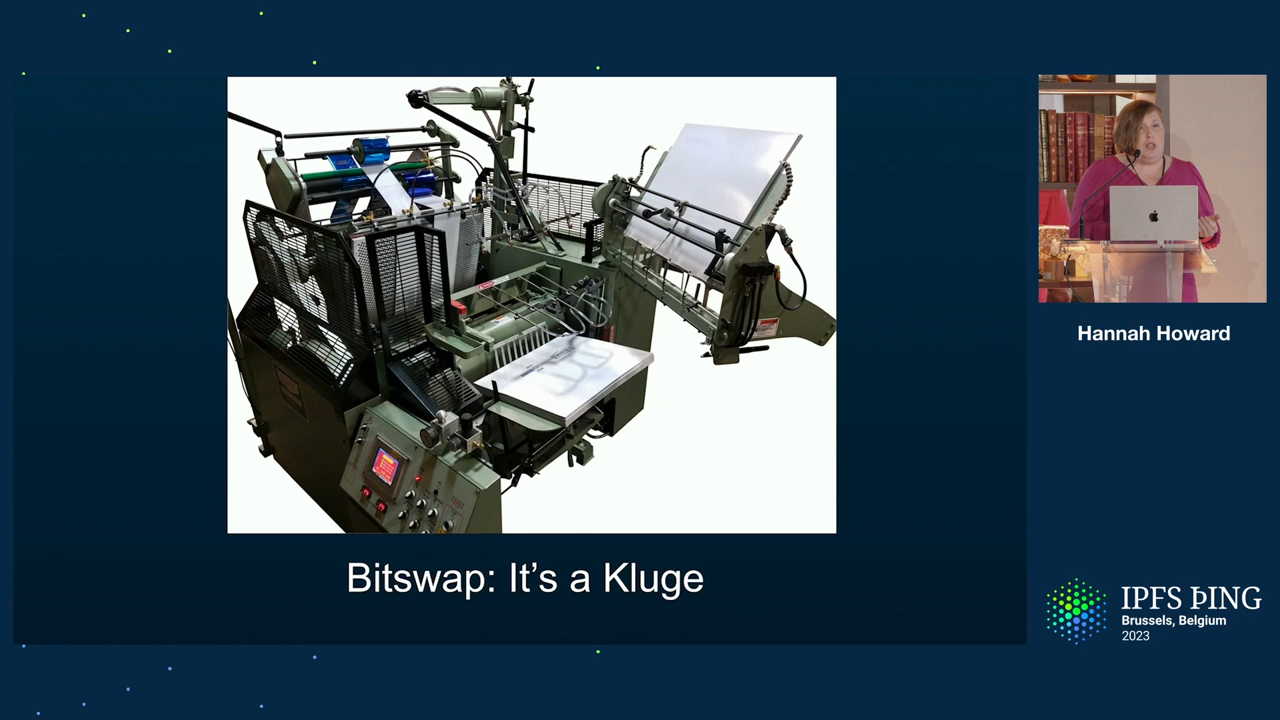 Bitswap: It's a Kluge
Hannah Howard
IPFS ÞING
Brussels, Belgium
2023